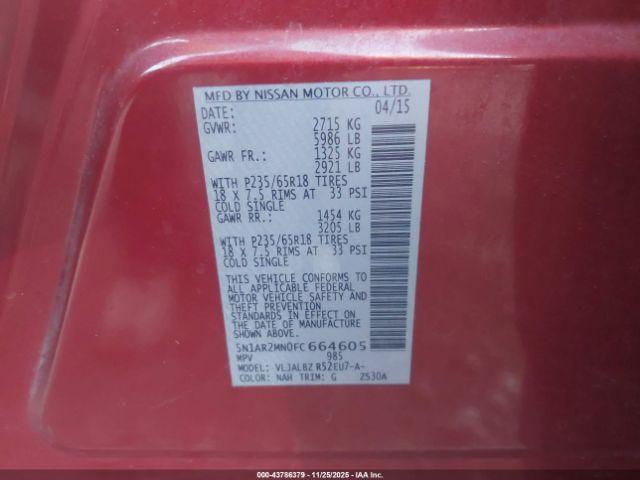 MFD BY NISSAN MOTOR CO., LTD.
DATE: 04/15
GVWR: 2715 KG
5986 LB
GAWR FR.: 1325 KG
2921 LB
WITH P235/65R18 TIRES
18 X 7.5 RIMS AT 33 PSI
COLD SINGLE
GAWR RR.: 1454 KG
3205 LB
WITH P235/65R18 TIRES
18 X 7.5 RIMS AT 33 PSI
COLD SINGLE
THIS VEHICLE CONFORMS TO
ALL APPLICABLE FEDERAL
MOTOR VEHICLE SAFETY AND
THEFT PREVENTION
STANDARDS IN EFFECT ON
THE DATE OF MANUFACTURE
SHOWN ABOVE.
5N1AR2MN0FC664605
MPV 985
MODEL: VLJALBZ R52EU7-A-
COLOR: NAH TRIM: G ZS30A
000-43786379 - 11/25/2025 - IAA Inc.